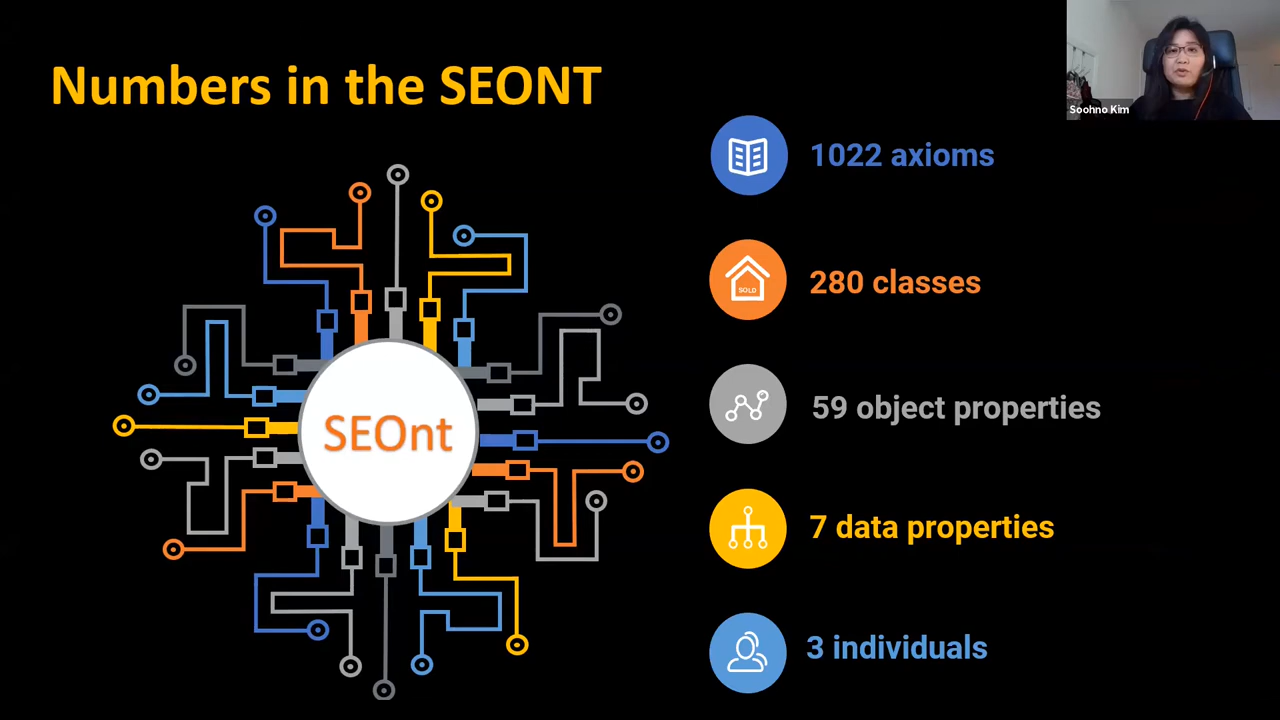 Numbers in the SEONT
Soohno Kim
1022 axioms
SOLD
280 classes
59 object properties
SEOnt
7 data properties
3 individuals